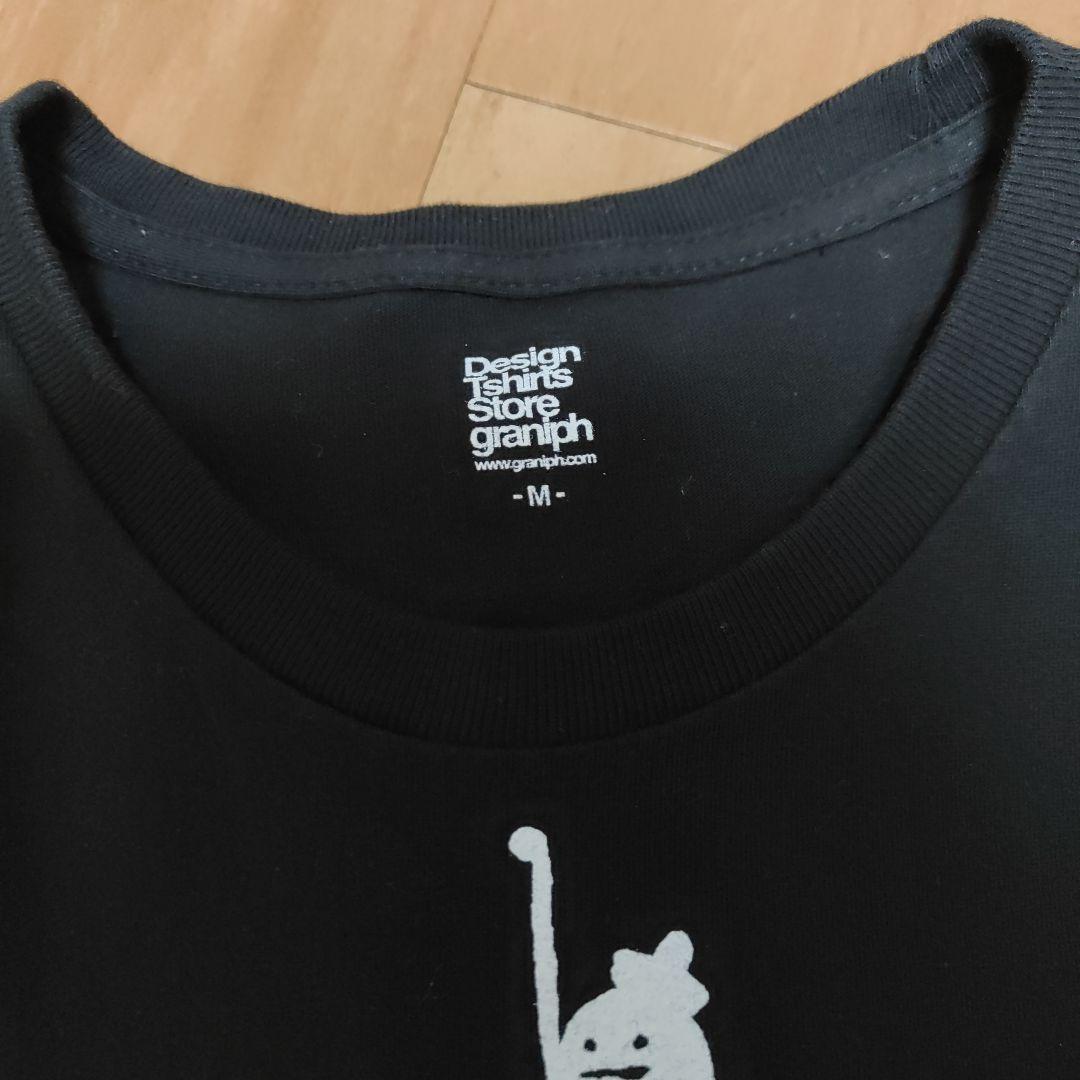 Design
Tshirts
Store
graniph
www.graniph.com
-M-